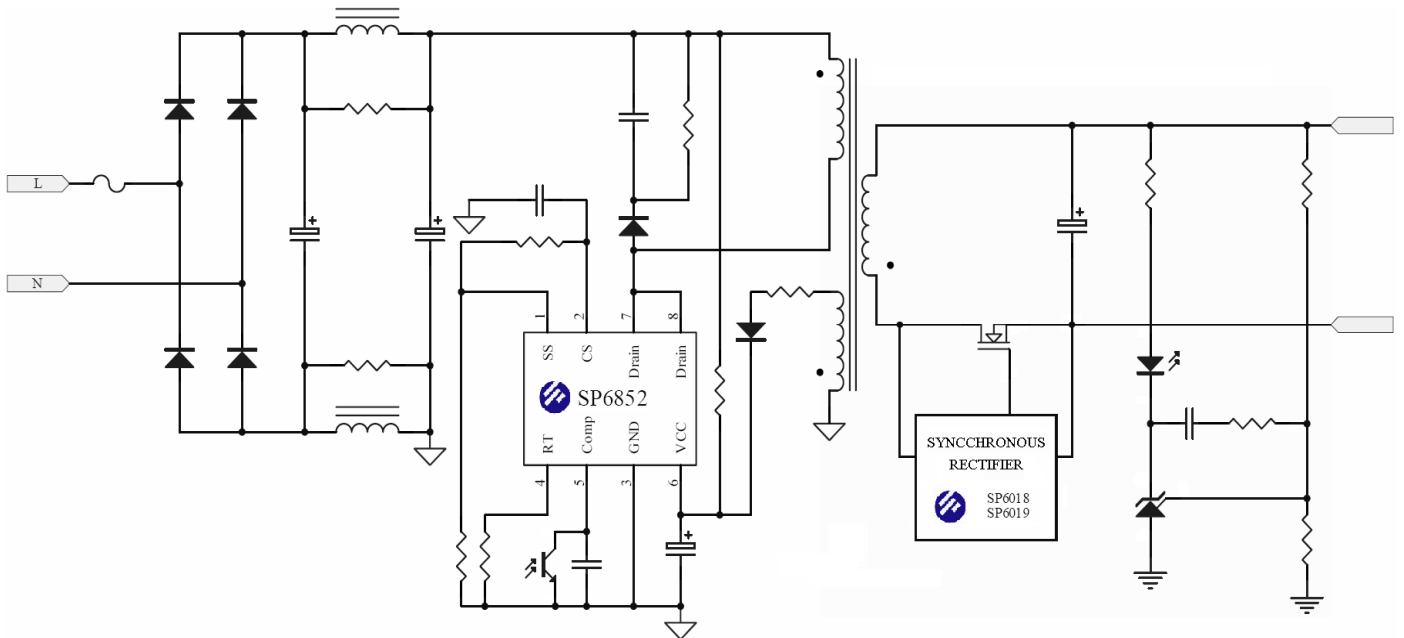 L
N
1
2
7
8
SS
CS
Drain
Drain
SP6852
RT
Comp
GND
VCC
4
5
3
6
SYNCCHRONOUS
RECTIFIER
SP6018
SP6019
+
+
+
+